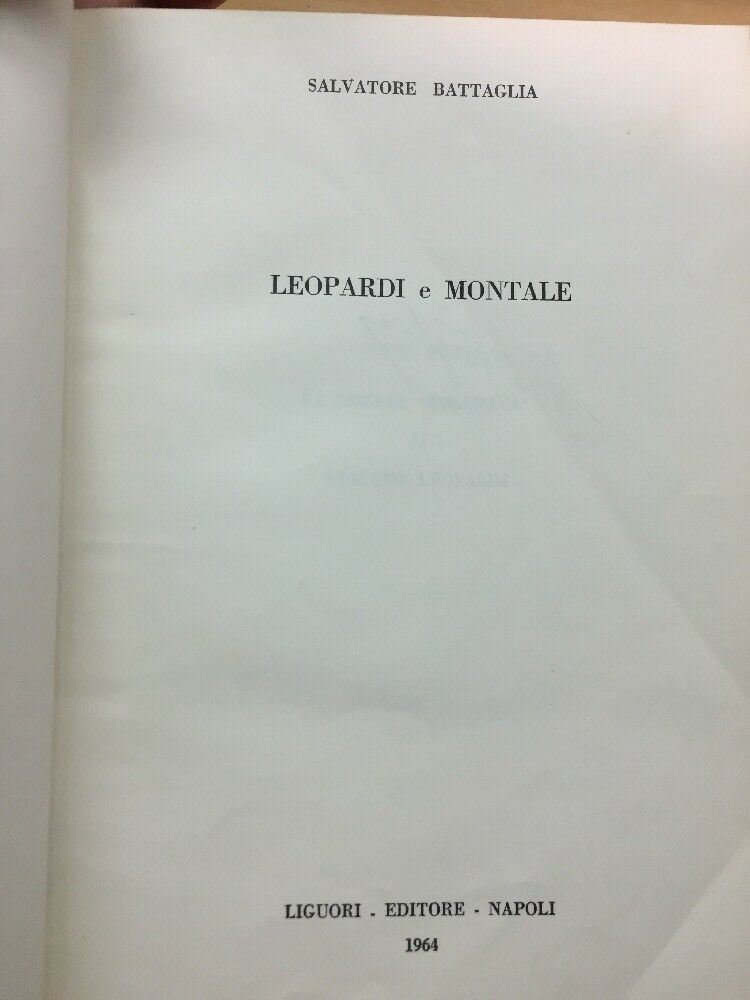 SALVATORE BATTAGLIA
LEOPARDI e MONTALE
LIGUORI - EDITORE - NAPOLI
1964